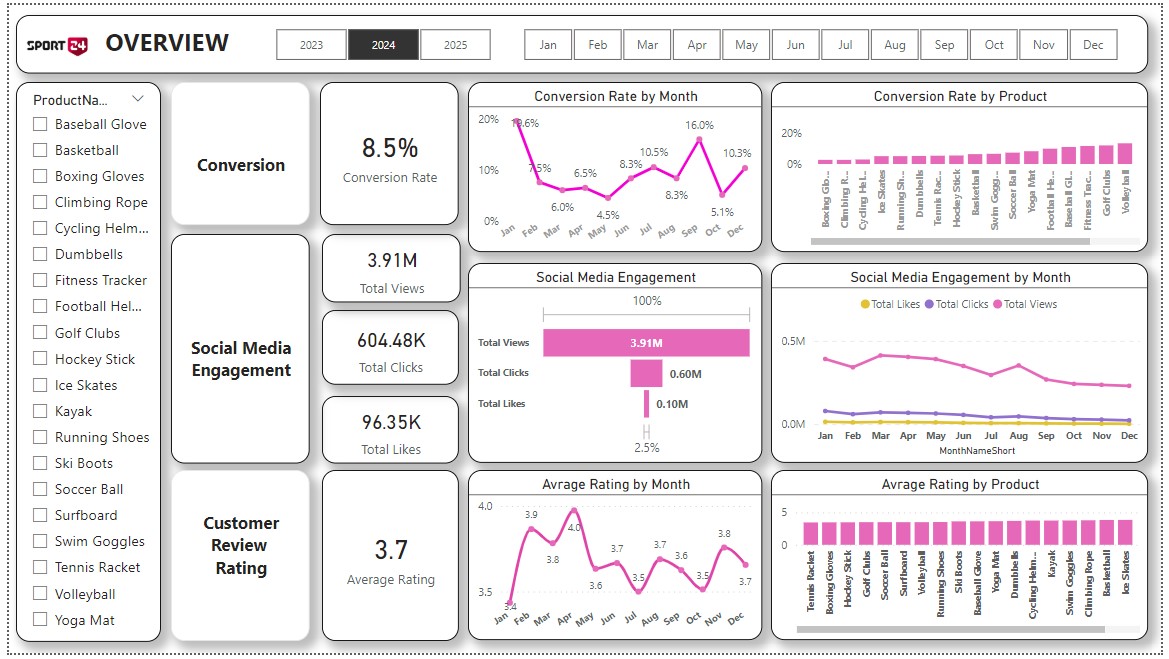 SPORT 24
OVERVIEW
2023 2024 2025
Jan Feb Mar Apr May Jun Jul Aug Sep Oct Nov Dec
ProductNa...
Baseball Glove
Basketball
Boxing Gloves
Climbing Rope
Cycling Helm...
Dumbbells
Fitness Tracker
Football Hel...
Golf Clubs
Hockey Stick
Ice Skates
Kayak
Running Shoes
Ski Boots
Soccer Ball
Surfboard
Swim Goggles
Tennis Racket
Volleyball
Yoga Mat
Conversion
8.5%
Conversion Rate
Social Media
Engagement
3.91M
Total Views
604.48K
Total Clicks
96.35K
Total Likes
Customer
Review
Rating
3.7
Average Rating
Conversion Rate by Month
20%
10%
0%
19.6%
7.5%
6.0%
6.5%
4.5%
8.3%
10.5%
8.3%
16.0%
5.1%
10.3%
Jan Feb Mar Apr May Jun Jul Aug Sep Oct Nov Dec
Conversion Rate by Product
20%
0%
Boxing Glo...
Climbing R...
Cycling Hel...
Ice Skates
Running Sh...
Dumbbells
Tennis Rac...
Hockey Stick
Basketball
Swim Gogg...
Soccer Ball
Yoga Mat
Football He...
Baseball Gl...
Fitness Trac...
Golf Clubs
Volleyball
Social Media Engagement
100%
Total Views 3.91M
Total Clicks 0.60M
Total Likes 0.10M
2.5%
Social Media Engagement by Month
Total Likes Total Clicks Total Views
0.5M
0.0M
Jan Feb Mar Apr May Jun Jul Aug Sep Oct Nov Dec
MonthNameShort
Avrage Rating by Month
4.0
3.5
3.4
3.9
3.8
4.0
3.6
3.7
3.5
3.7
3.6
3.5
3.8
3.7
Jan Feb Mar Apr May Jun Jul Aug Sep Oct Nov Dec
Avrage Rating by Product
5
0
Tennis Racket
Boxing Gloves
Hockey Stick
Golf Clubs
Soccer Ball
Surfboard
Volleyball
Running Shoes
Ski Boots
Baseball Glove
Yoga Mat
Dumbbells
Cycling Helm...
Kayak
Swim Goggles
Climbing Rope
Basketball
Ice Skates